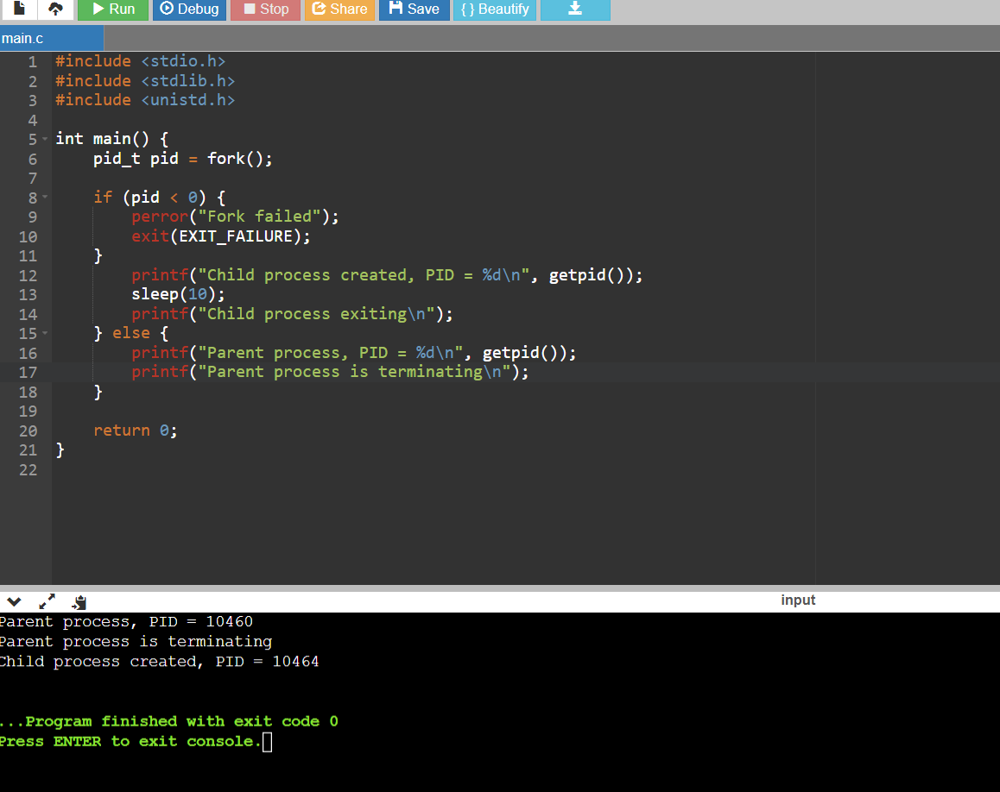 Run Debug Stop Share Save { } Beautify
main.c
1 #include <stdio.h>
2 #include <stdlib.h>
3 #include <unistd.h>
4
5 int main() {
6     pid_t pid = fork();
7
8     if (pid < 0) {
9         perror("Fork failed");
10         exit(EXIT_FAILURE);
11     }
12         printf("Child process created, PID = %d\n", getpid());
13         sleep(10);
14         printf("Child process exiting\n");
15     } else {
16         printf("Parent process, PID = %d\n", getpid());
17         printf("Parent process is terminating\n");
18     }
19
20     return 0;
21 }
22
input
Parent process, PID = 10460
Parent process is terminating
Child process created, PID = 10464
...Program finished with exit code 0
Press ENTER to exit console.